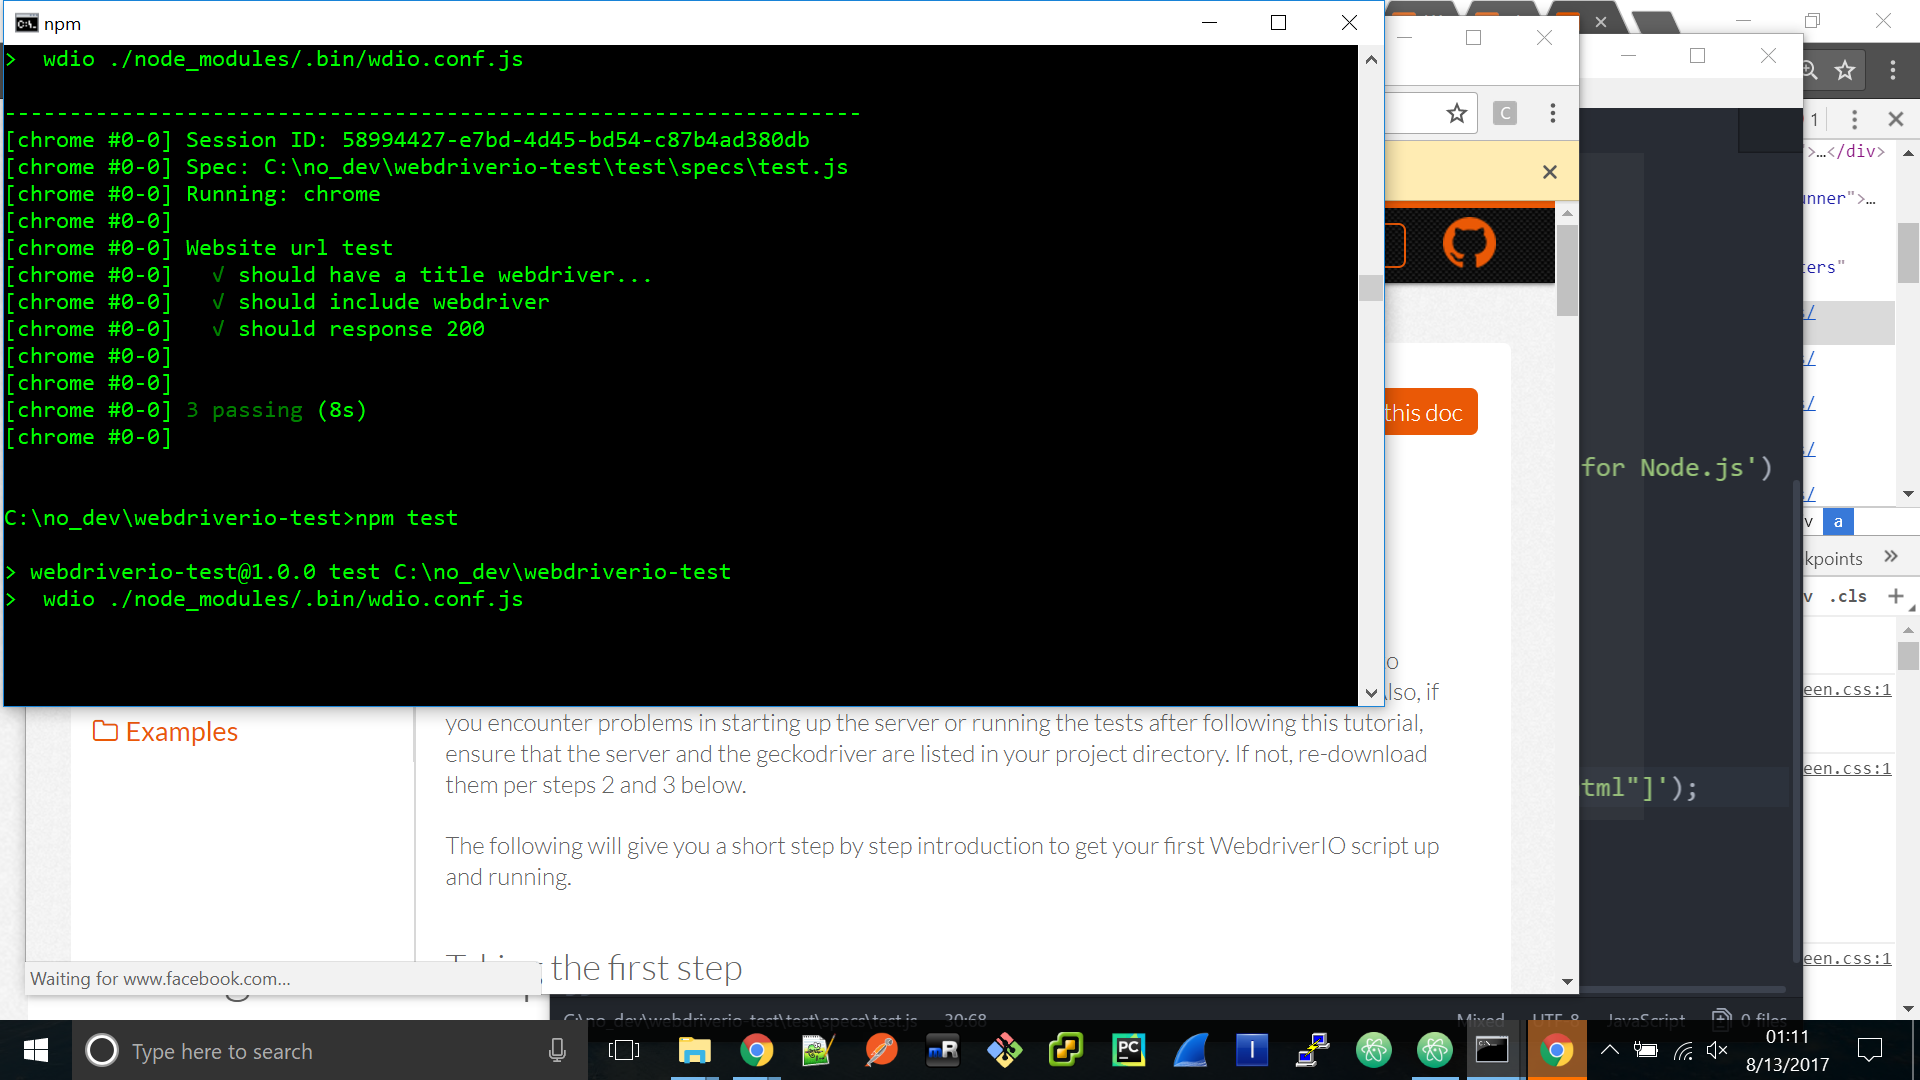 npm
>  wdio ./node_modules/.bin/wdio.conf.js
------------------------------------------------------------------
[chrome #0-0] Session ID: 58994427-e7bd-4d45-bd54-c87b4ad380db
[chrome #0-0] Spec: C:\no_dev\webdriverio-test\test\specs\test.js
[chrome #0-0] Running: chrome
[chrome #0-0]
[chrome #0-0] Website url test
[chrome #0-0]   √ should have a title webdriver...
[chrome #0-0]   √ should include webdriver
[chrome #0-0]   √ should response 200
[chrome #0-0]
[chrome #0-0]
[chrome #0-0] 3 passing (8s)
[chrome #0-0]
C:\no_dev\webdriverio-test>npm test
> webdriverio-test@1.0.0 test C:\no_dev\webdriverio-test
>  wdio ./node_modules/.bin/wdio.conf.js
C
this doc
for Node.js')
tml"]');
1
">…</div>
unner">…
ters"
s/
s/
s/
s/
s/
v a
kpoints »
v .cls +
een.css:1
een.css:1
een.css:1
Examples
o
Also, if
you encounter problems in starting up the server or running the tests after following this tutorial,
ensure that the server and the geckodriver are listed in your project directory. If not, re-download
them per steps 2 and 3 below.
The following will give you a short step by step introduction to get your first WebdriverIO script up
and running.
Taking the first step
Waiting for www.facebook.com...
C:\no_dev\webdriverio-test\test\specs\test.js 30:68 Mixed UTF-8 JavaScript 0 files
Type here to search
mR
PC
I
01:11
8/13/2017